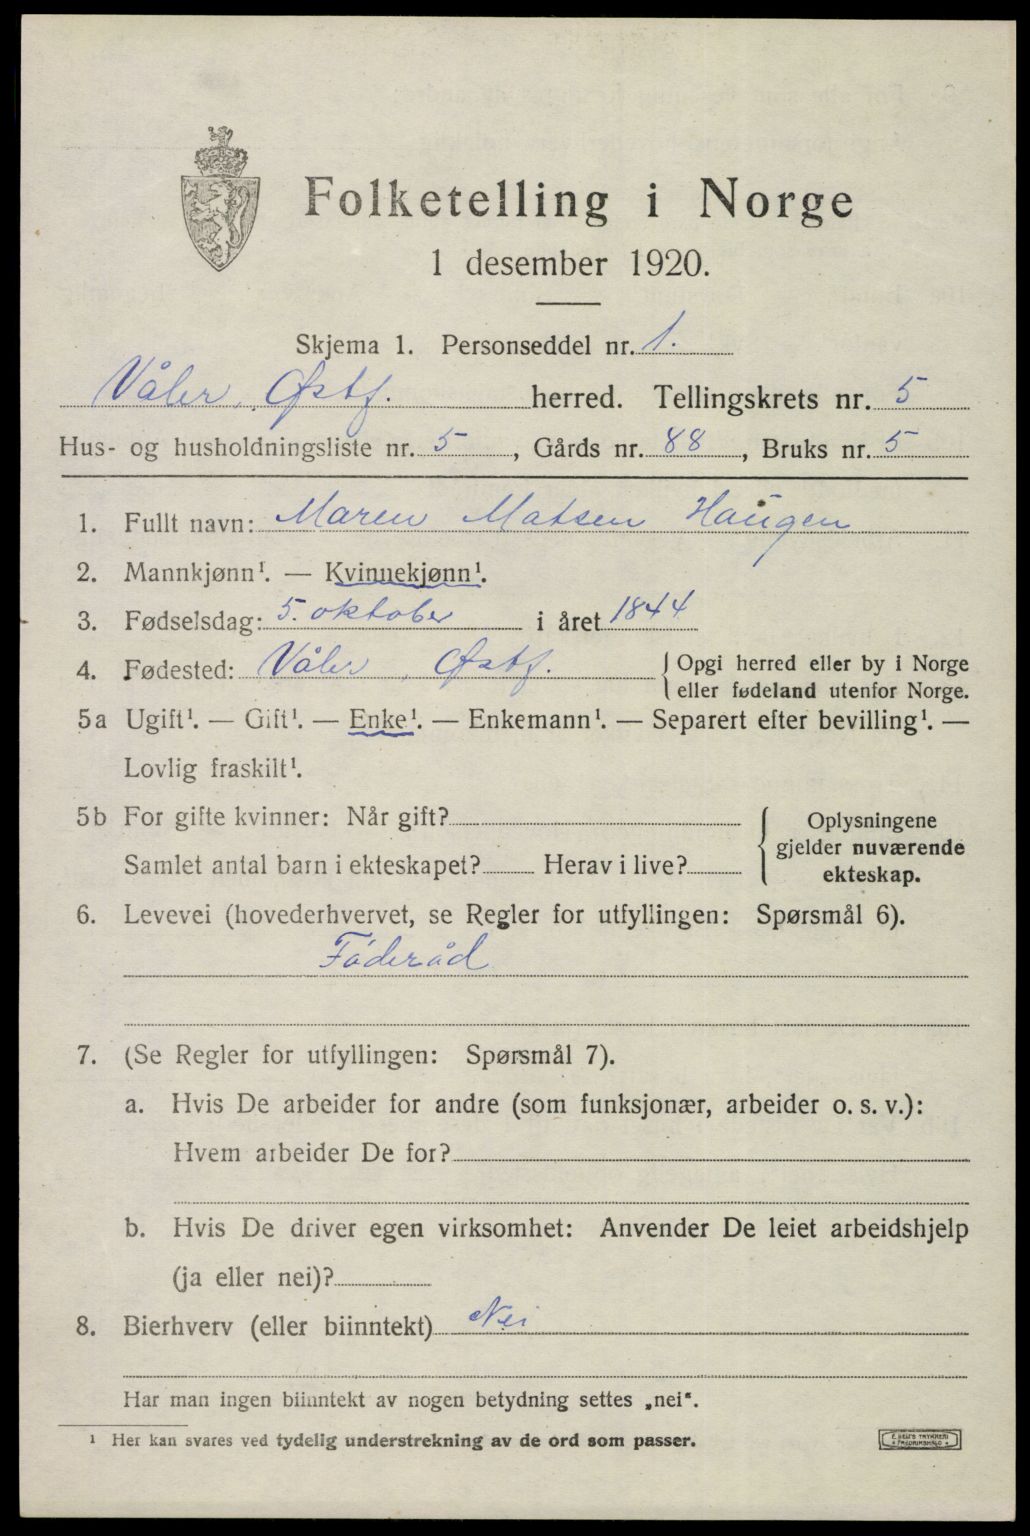 Folketelling i Norge
1 desember 1920.
Skjema 1. Personseddel nr. 1.
Våler, Østf. herred. Tellingskrets nr. 5
Hus- og husholdningsliste nr. 5, Gårds nr. 88, Bruks nr. 5
1. Fullt navn: Maren Matsen Haugen
2. Mannkjønn¹. — Kvinnekjønn¹.
3. Fødselsdag: 5. oktober i året 1844
4. Fødested: Våler, Østf. Opgi herred eller by i Norge
eller fødeland utenfor Norge.
5a Ugift¹. — Gift¹. — Enke¹. — Enkemann¹. — Separert efter bevilling¹. —
Lovlig fraskilt¹.
5b For gifte kvinner: Når gift?
Samlet antal barn i ekteskapet? Herav i live?
Oplysningene
gjelder nuværende
ekteskap.
6. Levevei (hovederhvervet, se Regler for utfyllingen: Spørsmål 6).
Føderåd
7. (Se Regler for utfyllingen: Spørsmål 7).
a. Hvis De arbeider for andre (som funksjonær, arbeider o. s. v.):
Hvem arbeider De for?
b. Hvis De driver egen virksomhet: Anvender De leiet arbeidshjelp
(ja eller nei)?
8. Bierhverv (eller biinntekt) Nei
Har man ingen biinntekt av nogen betydning settes „nei“.
¹ Her kan svares ved tydelig understrekning av de ord som passer.